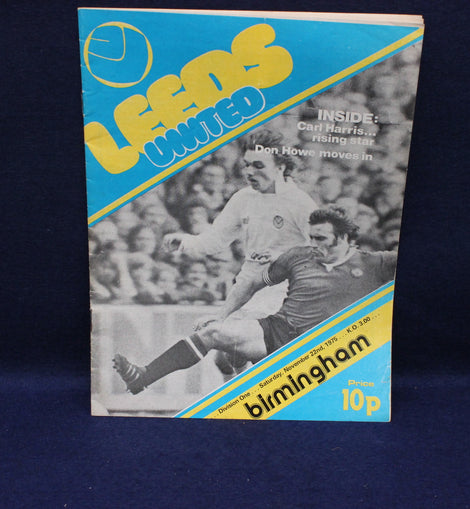 LEEDS
UNITED
INSIDE:
Carl Harris...
rising star
Don Howe moves in
...Division One... Saturday, November 22nd, 1975 .... K.O. 3.00 ....
birmingham
Price
10p